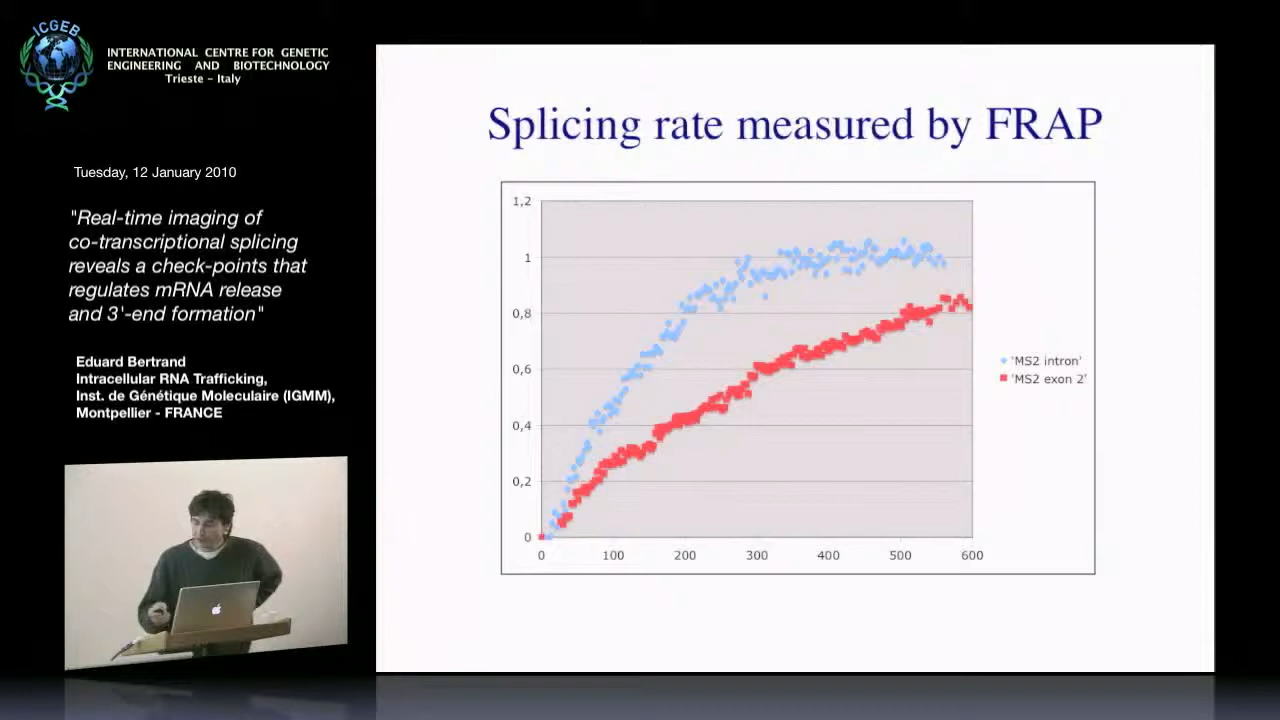 ICGEB
INTERNATIONAL CENTRE FOR GENETIC
ENGINEERING AND BIOTECHNOLOGY
Trieste - Italy
Tuesday, 12 January 2010
"Real-time imaging of
co-transcriptional splicing
reveals a check-points that
regulates mRNA release
and 3'-end formation"
Eduard Bertrand
Intracellular RNA Trafficking,
Inst. de Génétique Moleculaire (IGMM),
Montpellier - FRANCE
Splicing rate measured by FRAP
1,2
1
0,8
0,6
0,4
0,2
0
0 100 200 300 400 500 600
'MS2 intron'
'MS2 exon 2'